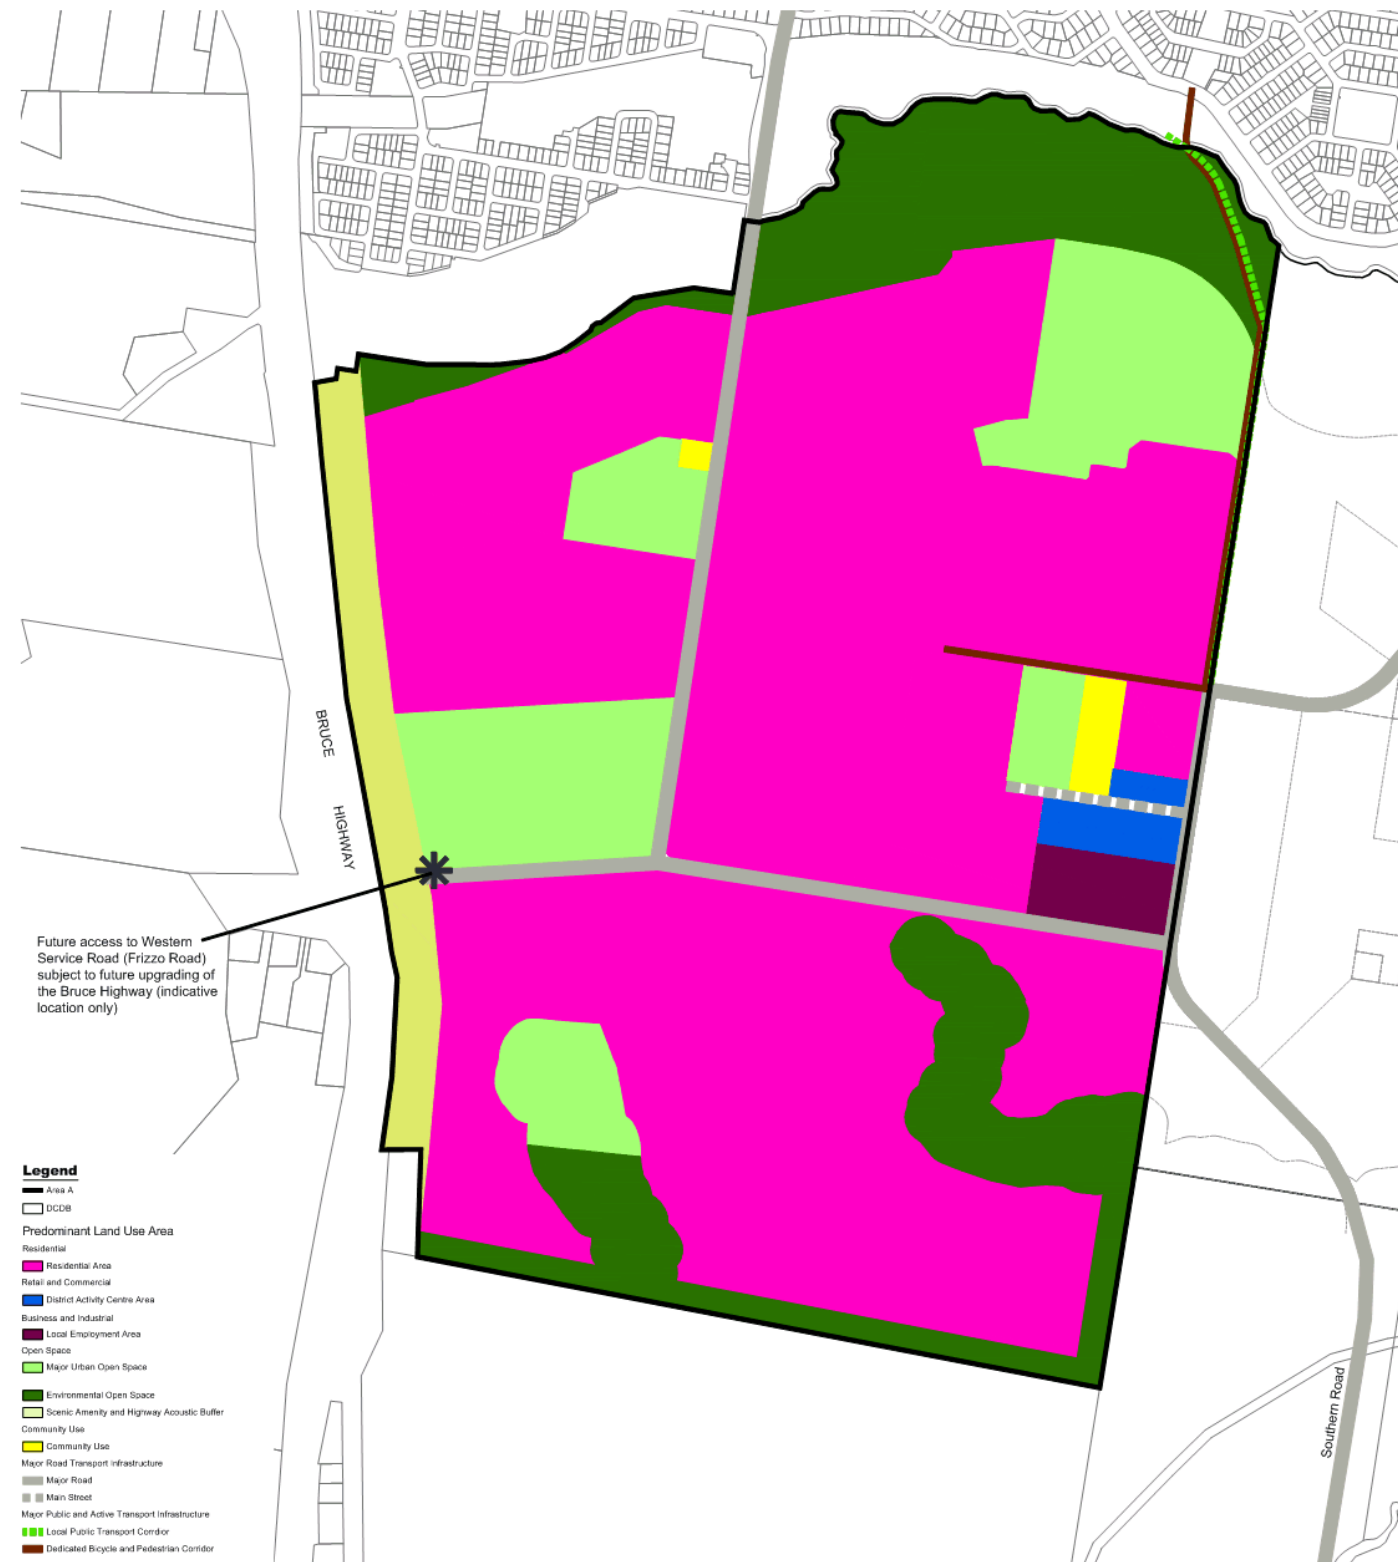 BRUCE
HIGHWAY
Future access to Western
Service Road (Frizzo Road)
subject to future upgrading of
the Bruce Highway (indicative
location only)
Southern Road
Legend
Area A
DCDB
Predominant Land Use Area
Residential
Residential Area
Retail and Commercial
District Activity Centre Area
Business and Industrial
Local Employment Area
Open Space
Major Urban Open Space
Environmental Open Space
Scenic Amenity and Highway Acoustic Buffer
Community Use
Community Use
Major Road Transport Infrastructure
Major Road
Main Street
Major Public and Active Transport Infrastructure
Local Public Transport Corrdior
Dedicated Bicycle and Pedestrian Corridor